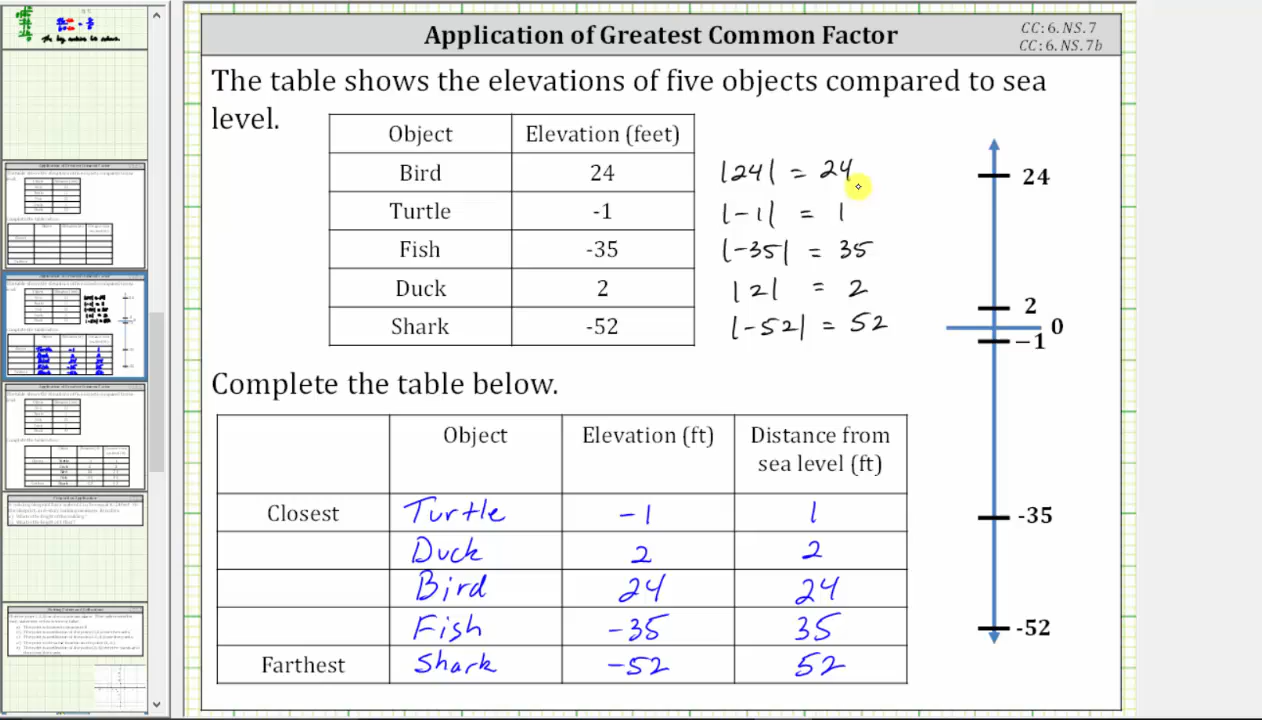 Application of Greatest Common Factor
CC: 6.NS.7
CC: 6.NS.7b
The table shows the elevations of five objects compared to sea
level.
Object Elevation (feet)
Bird 24 |24| = 24
Turtle -1 |-1| = 1
Fish -35 |-35| = 35
Duck 2 |2| = 2
Shark -52 |-52| = 52
24
2
0
-1
-35
-52
Complete the table below.
Object Elevation (ft) Distance from
sea level (ft)
Closest Turtle -1 1
Duck 2 2
Bird 24 24
Fish -35 35
Farthest Shark -52 52